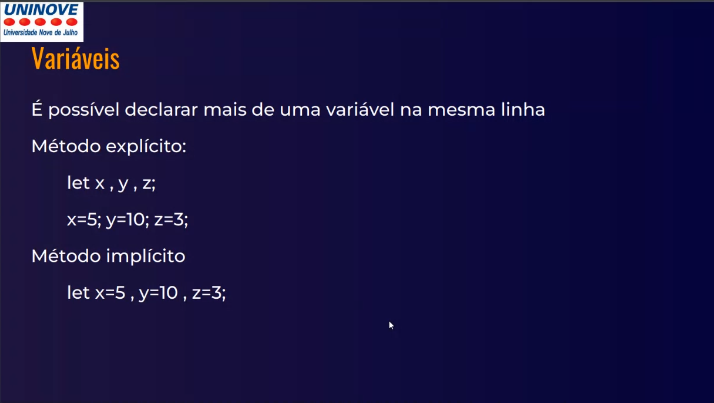 UNINOVE
Universidade Nove de Julho
Variáveis
É possível declarar mais de uma variável na mesma linha
Método explícito:
let x , y , z;
x=5; y=10; z=3;
Método implícito
let x=5 , y=10 , z=3;